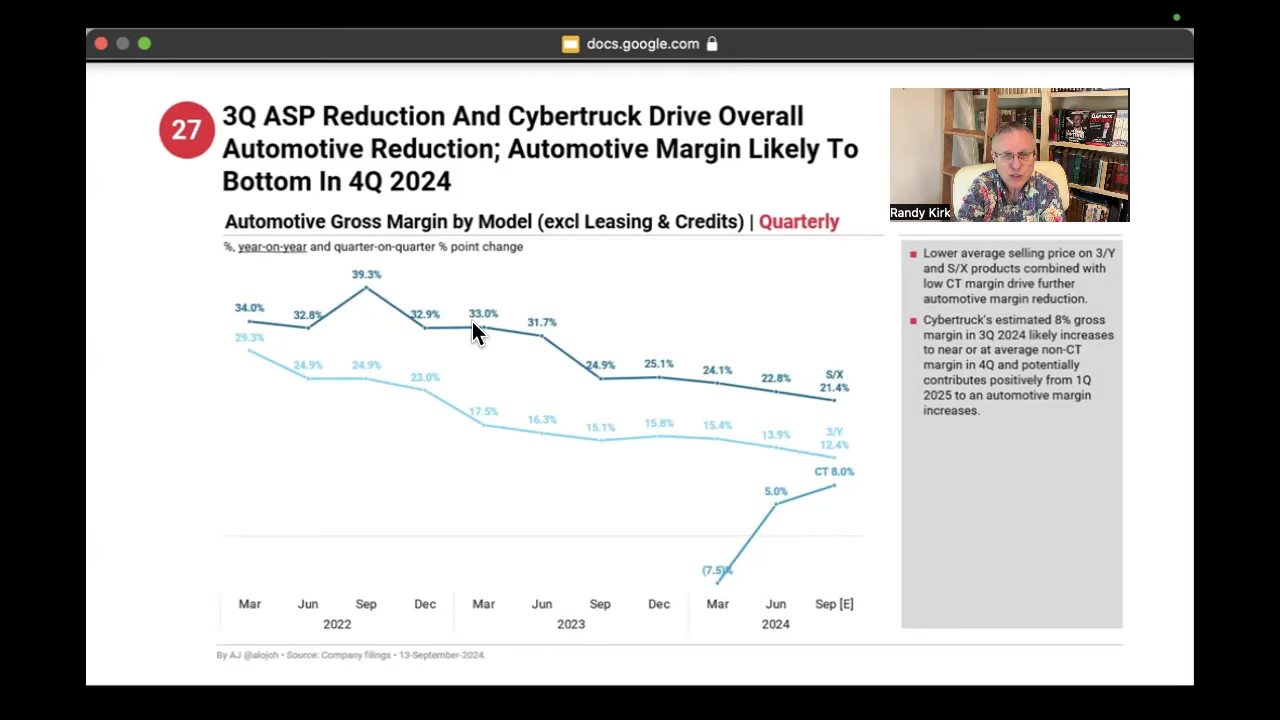 docs.google.com
27
3Q ASP Reduction And Cybertruck Drive Overall
Automotive Reduction; Automotive Margin Likely To
Bottom In 4Q 2024
Automotive Gross Margin by Model (excl Leasing & Credits) | Quarterly
%, year-on-year and quarter-on-quarter % point change
Randy Kirk
34.0%
32.8%
39.3%
32.9%
33.0%
31.7%
24.9%
25.1%
24.1%
22.8%
S/X
21.4%
29.3%
24.9%
24.9%
23.0%
17.5%
16.3%
15.1%
15.8%
15.4%
13.9%
3/Y
12.4%
(7.5)%
5.0%
CT 8.0%
Mar Jun Sep Dec Mar Jun Sep Dec Mar Jun Sep [E]
2022 2023 2024
Lower average selling price on 3/Y
and S/X products combined with
low CT margin drive further
automotive margin reduction.
Cybertruck's estimated 8% gross
margin in 3Q 2024 likely increases
to near or at average non-CT
margin in 4Q and potentially
contributes positively from 1Q
2025 to an automotive margin
increases.
By AJ @alojoh • Source: Company filings • 13-September-2024.